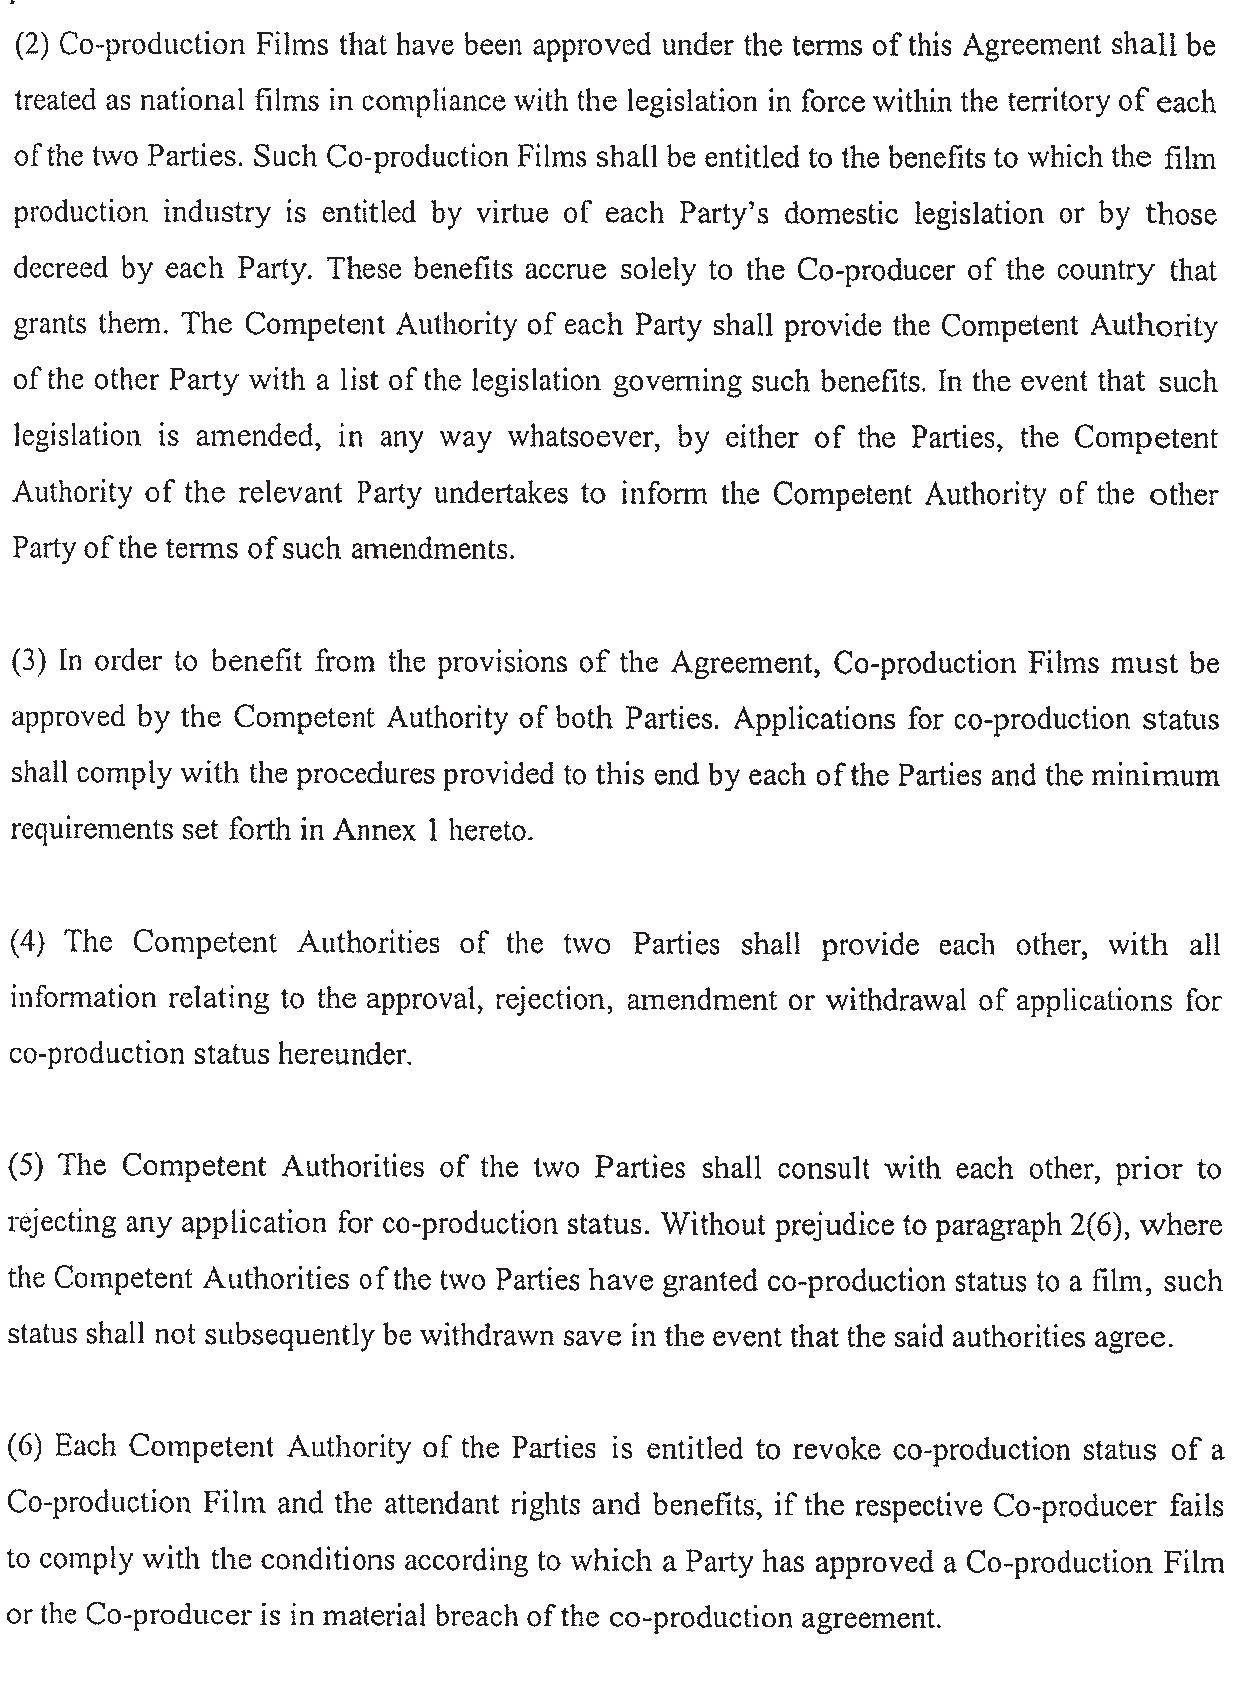 (2) Co-production Films that have been approved under the terms of this Agreement shall be
treated as national films in compliance with the legislation in force within the territory of each
of the two Parties. Such Co-production Films shall be entitled to the benefits to which the film
production industry is entitled by virtue of each Party's domestic legislation or by those
decreed by each Party. These benefits accrue solely to the Co-producer of the country that
grants them. The Competent Authority of each Party shall provide the Competent Authority
of the other Party with a list of the legislation governing such benefits. In the event that such
legislation is amended, in any way whatsoever, by either of the Parties, the Competent
Authority of the relevant Party undertakes to inform the Competent Authority of the other
Party of the terms of such amendments.
(3) In order to benefit from the provisions of the Agreement, Co-production Films must be
approved by the Competent Authority of both Parties. Applications for co-production status
shall comply with the procedures provided to this end by each of the Parties and the minimum
requirements set forth in Annex 1 hereto.
(4) The Competent Authorities of the two Parties shall provide each other, with all
information relating to the approval, rejection, amendment or withdrawal of applications for
co-production status hereunder.
(5) The Competent Authorities of the two Parties shall consult with each other, prior to
rejecting any application for co-production status. Without prejudice to paragraph 2(6), where
the Competent Authorities of the two Parties have granted co-production status to a film, such
status shall not subsequently be withdrawn save in the event that the said authorities agree.
(6) Each Competent Authority of the Parties is entitled to revoke co-production status of a
Co-production Film and the attendant rights and benefits, if the respective Co-producer fails
to comply with the conditions according to which a Party has approved a Co-production Film
or the Co-producer is in material breach of the co-production agreement.